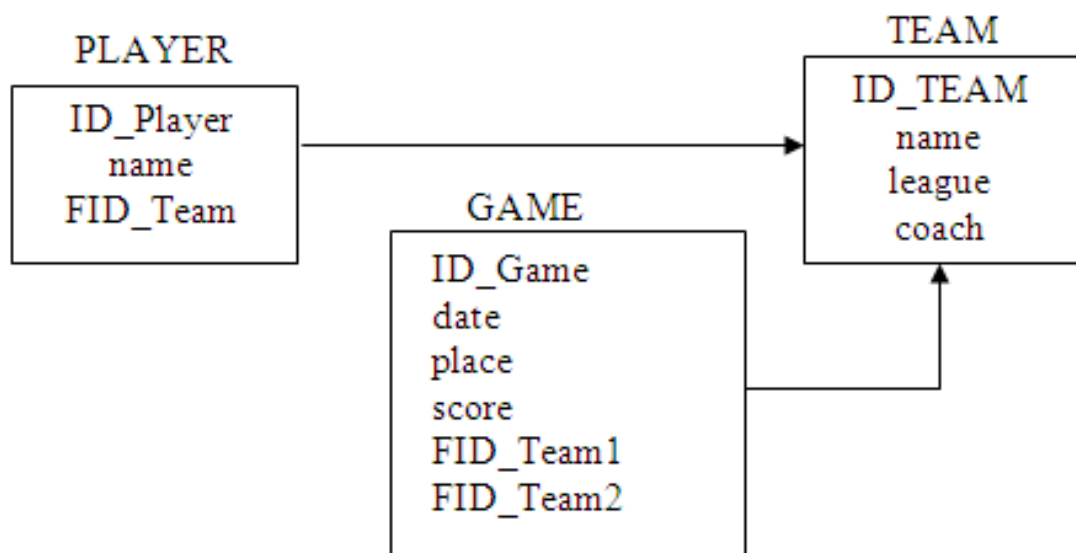 PLAYER
ID_Player
name
FID_Team
TEAM
ID_TEAM
name
league
coach
GAME
ID_Game
date
place
score
FID_Team1
FID_Team2